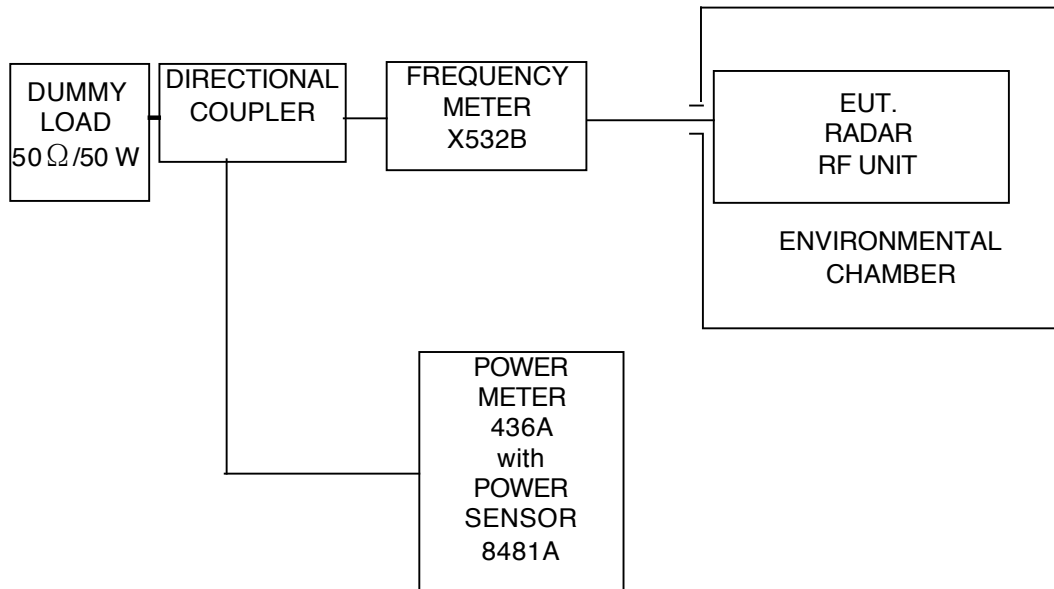 DUMMY
LOAD
50 Ω/50 W
DIRECTIONAL
COUPLER
FREQUENCY
METER
X532B
EUT.
RADAR
RF UNIT
ENVIRONMENTAL
CHAMBER
POWER
METER
436A
with
POWER
SENSOR
8481A